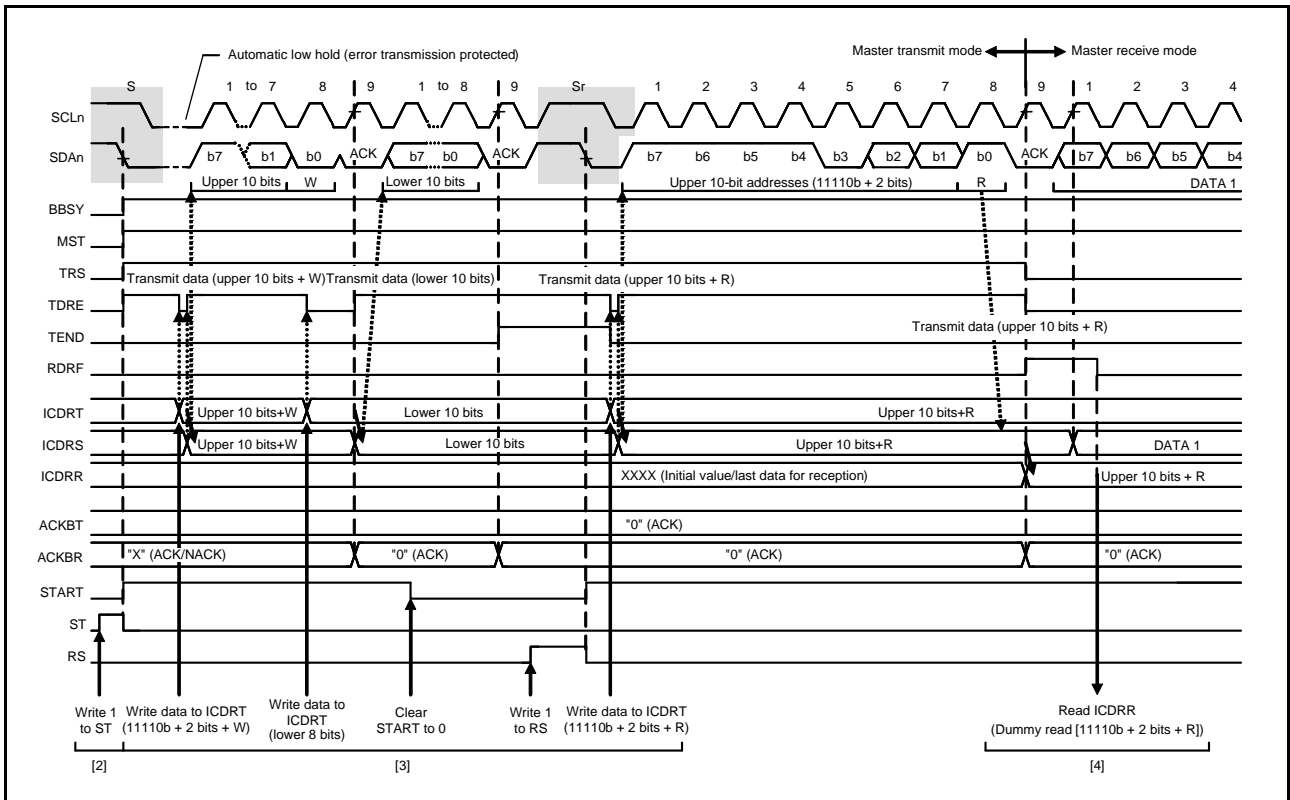 Automatic low hold (error transmission protected)
Master transmit mode
Master receive mode
S
1 to 7 8 9 1 to 8 9
Sr
1 2 3 4 5 6 7 8 9 1 2 3 4
SCLn
SDAn
b7 b1 b0 ACK b7 b0 ACK b7 b6 b5 b4 b3 b2 b1 b0 ACK b7 b6 b5 b4
Upper 10 bits W Lower 10 bits Upper 10-bit addresses (11110b + 2 bits) R DATA 1
BBSY
MST
TRS
Transmit data (upper 10 bits + W) Transmit data (lower 10 bits) Transmit data (upper 10 bits + R)
TDRE
TEND
Transmit data (upper 10 bits + R)
RDRF
ICDRT Upper 10 bits+W Lower 10 bits Upper 10 bits+R
ICDRS Upper 10 bits+W Lower 10 bits Upper 10 bits+R DATA 1
ICDRR XXXX (Initial value/last data for reception) Upper 10 bits + R
ACKBT "0" (ACK)
ACKBR "X" (ACK/NACK) "0" (ACK) "0" (ACK) "0" (ACK)
START
ST
RS
Write 1
to ST
Write data to ICDRT
(11110b + 2 bits + W)
Write data to
ICDRT
(lower 8 bits)
Clear
START to 0
Write 1
to RS
Write data to ICDRT
(11110b + 2 bits + R)
Read ICDRR
(Dummy read [11110b + 2 bits + R])
[2] [3] [4]